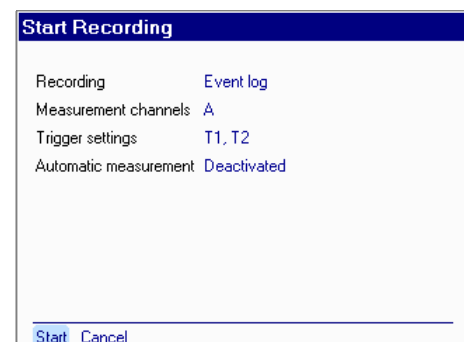 Start Recording
Recording Event log
Measurement channels A
Trigger settings T1, T2
Automatic measurement Deactivated
Start Cancel